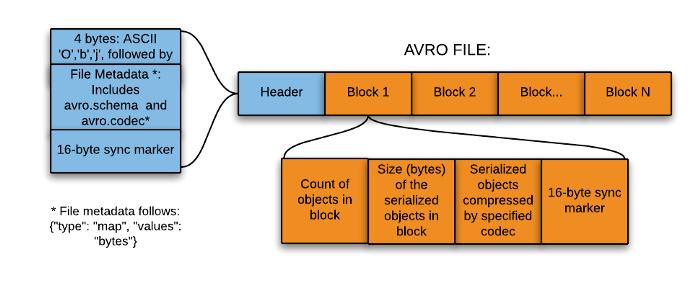 AVRO FILE:
4 bytes: ASCII
'O','b','j', followed by
File Metadata *:
Includes
avro.schema and
avro.codec*
16-byte sync marker
Header
Block 1
Block 2
Block...
Block N
Count of
objects in
block
Size (bytes)
of the
serialized
objects in
block
Serialized
objects
compressed
by specified
codec
16-byte sync
marker
* File metadata follows:
{"type": "map", "values":
"bytes"}